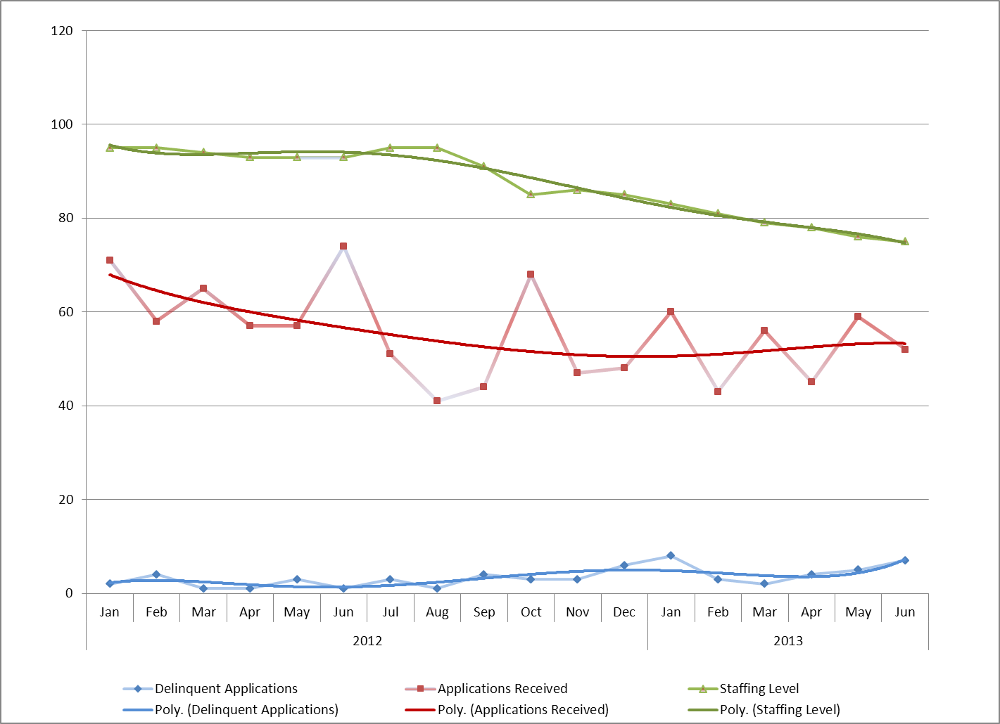 120
100
80
60
40
20
0
Jan Feb Mar Apr May Jun Jul Aug Sep Oct Nov Dec Jan Feb Mar Apr May Jun
2012 2013
Delinquent Applications Applications Received Staffing Level
Poly. (Delinquent Applications) Poly. (Applications Received) Poly. (Staffing Level)